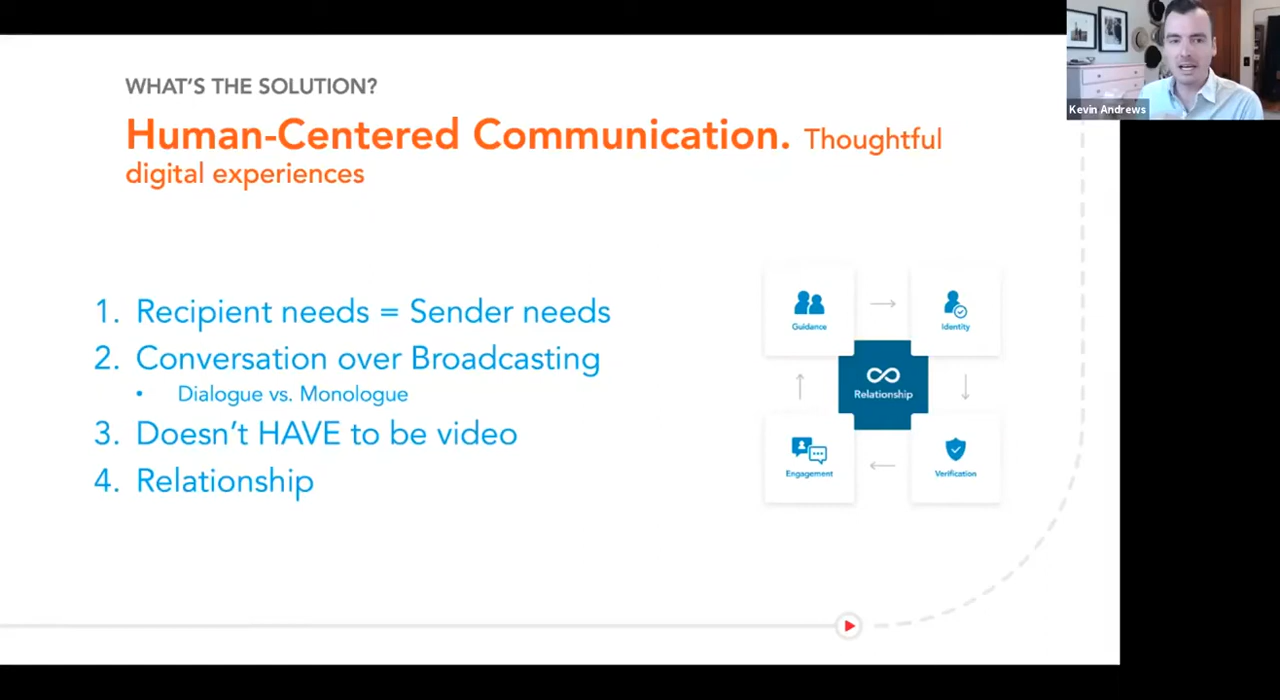 WHAT'S THE SOLUTION?
Human-Centered Communication. Thoughtful
digital experiences
1. Recipient needs = Sender needs
2. Conversation over Broadcasting
• Dialogue vs. Monologue
3. Doesn't HAVE to be video
4. Relationship
Guidance
Identity
Relationship
Engagement
Verification
Kevin Andrews